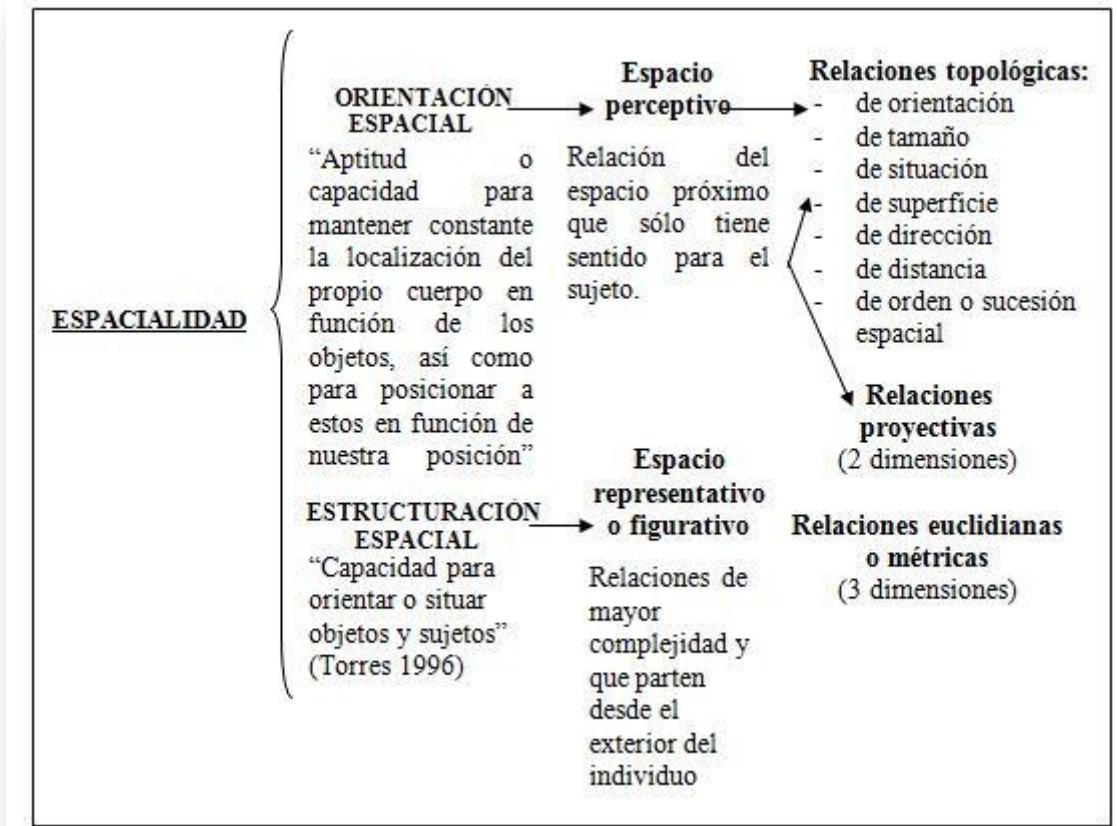 ESPACIALIDAD
ORIENTACIÓN
ESPACIAL
“Aptitud o
capacidad para
mantener constante
la localización del
propio cuerpo en
función de los
objetos, así como
para posicionar a
estos en función de
nuestra posición”
ESTRUCTURACIÓN
ESPACIAL
“Capacidad para
orientar o situar
objetos y sujetos”
(Torres 1996)
Espacio
perceptivo
Relación del
espacio próximo
que sólo tiene
sentido para el
sujeto.
Espacio
representativo
o figurativo
Relaciones de
mayor
complejidad y
que parten
desde el
exterior del
individuo
Relaciones topológicas:
- de orientación
- de tamaño
- de situación
- de superficie
- de dirección
- de distancia
- de orden o sucesión
espacial
Relaciones
proyectivas
(2 dimensiones)
Relaciones euclidianas
o métricas
(3 dimensiones)